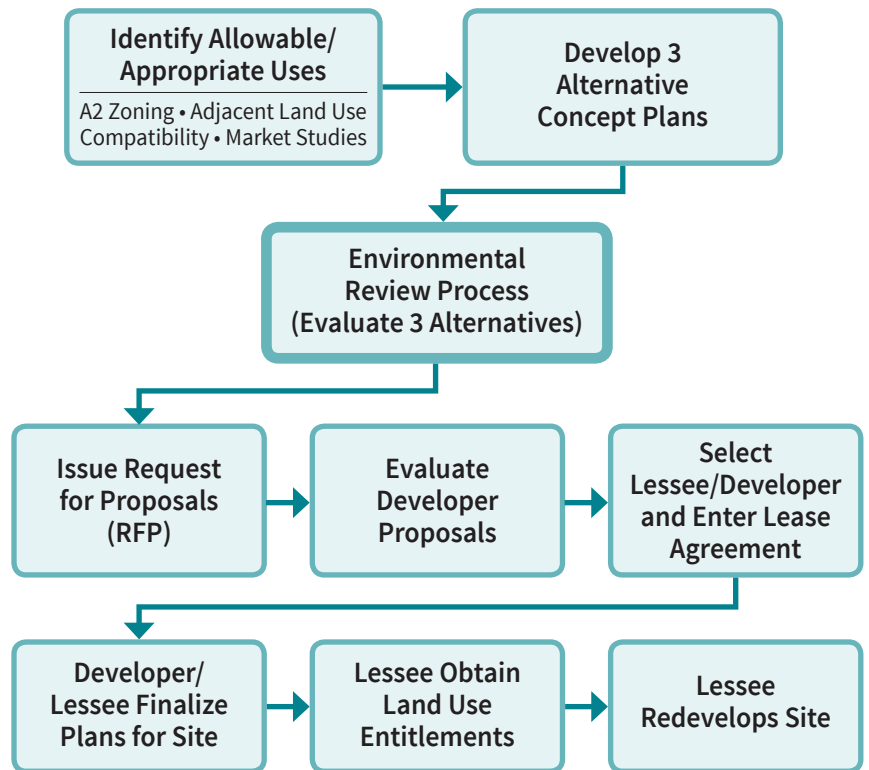 Identify Allowable/
Appropriate Uses
A2 Zoning • Adjacent Land Use
Compatibility • Market Studies
Develop 3
Alternative
Concept Plans
Environmental
Review Process
(Evaluate 3 Alternatives)
Issue Request
for Proposals
(RFP)
Evaluate
Developer
Proposals
Select
Lessee/Developer
and Enter Lease
Agreement
Developer/
Lessee Finalize
Plans for Site
Lessee Obtain
Land Use
Entitlements
Lessee
Redevelops Site